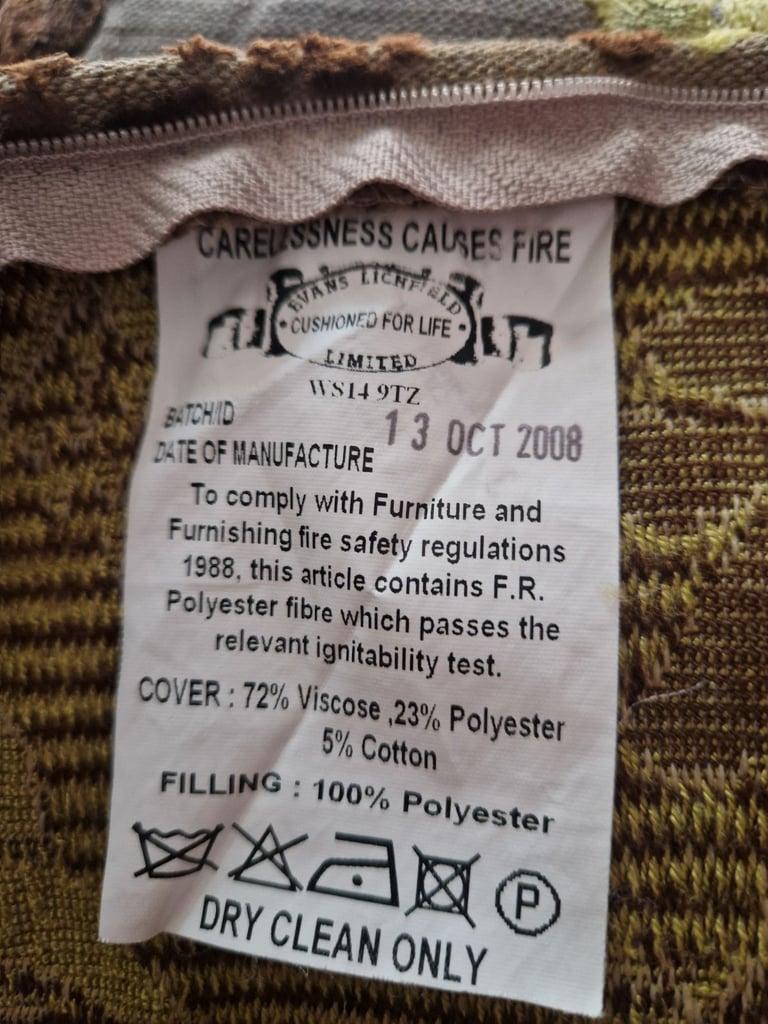 CARELESSNESS CAUSES FIRE
EVANS LICHFIELD
CUSHIONED FOR LIFE
LIMITED
WS14 9TZ
BATCH/ID
13 OCT 2008
DATE OF MANUFACTURE
To comply with Furniture and
Furnishing fire safety regulations
1988, this article contains F.R.
Polyester fibre which passes the
relevant ignitability test.
COVER : 72% Viscose ,23% Polyester
5% Cotton
FILLING : 100% Polyester
P
DRY CLEAN ONLY